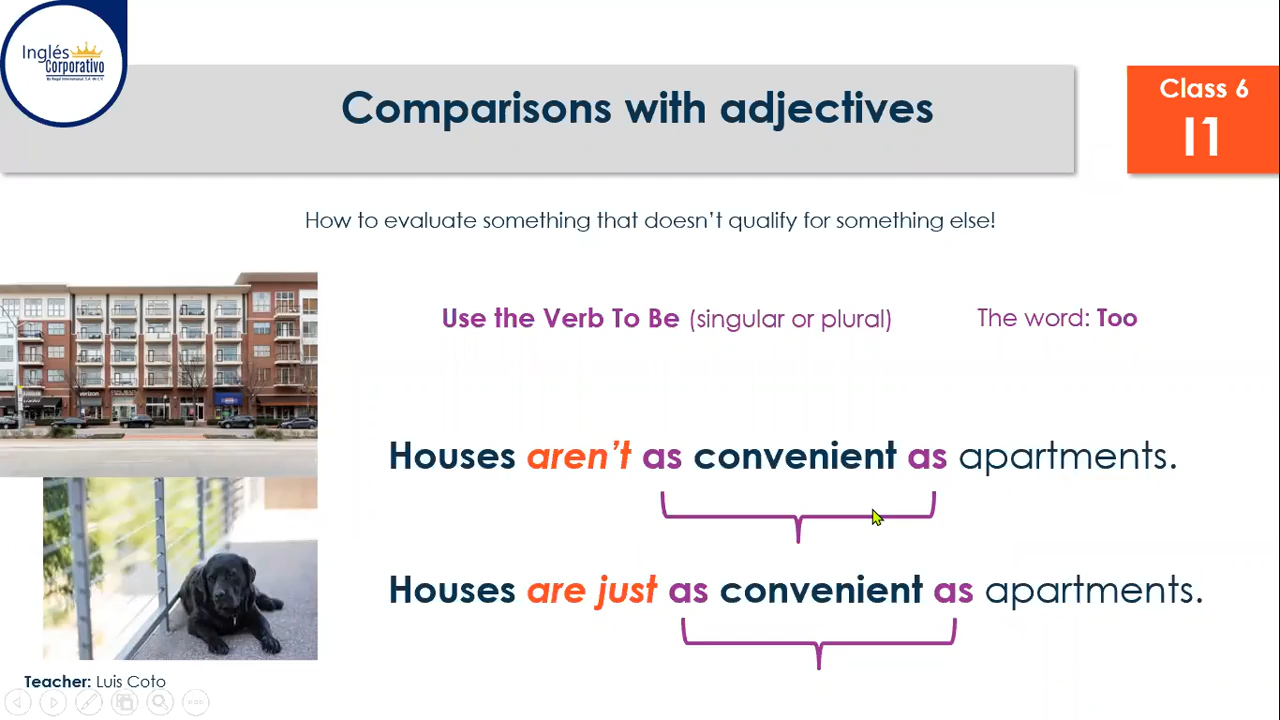 Inglés
Corporativo
Comparisons with adjectives
Class 6
I1
How to evaluate something that doesn't qualify for something else!
Use the Verb To Be (singular or plural)
The word: Too
verizon
Houses aren't as convenient as apartments.
Houses are just as convenient as apartments.
Teacher: Luis Coto